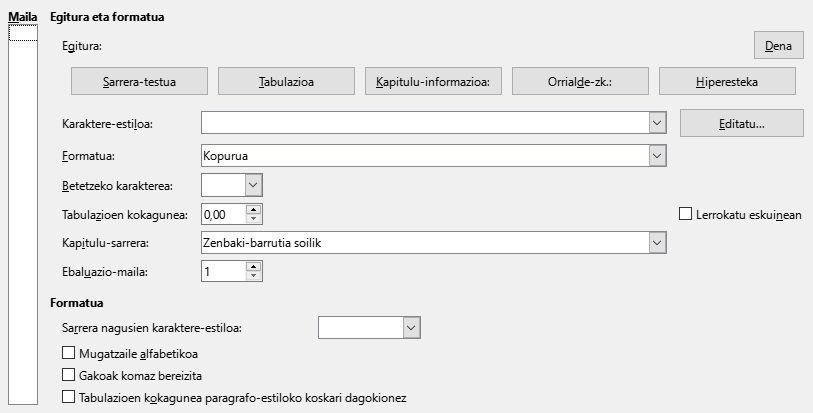 Maila Egitura eta formatua
Egitura: Dena
Sarrera-testua Tabulazioa Kapitulu-informazioa: Orrialde-zk.: Hiperesteka
Karaktere-estiloa: Editatu...
Formatua: Kopurua
Betetzeko karakterea:
Tabulazioen kokagunea: 0,00 Lerrokatu eskuinean
Kapitulu-sarrera: Zenbaki-barrutia soilik
Ebaluazio-maila: 1
Formatua
Sarrera nagusien karaktere-estiloa:
Mugatzaile alfabetikoa
Gakoak komaz bereizita
Tabulazioen kokagunea paragrafo-estiloko koskari dagokionez